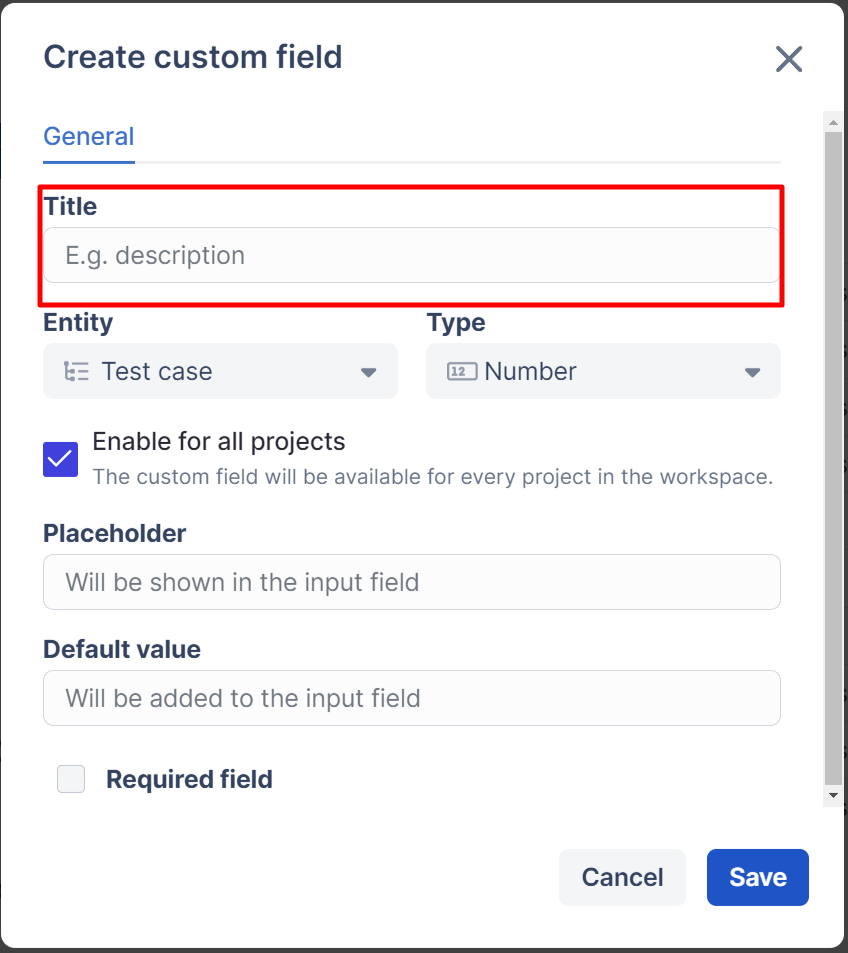 Create custom field
General
Title
E.g. description
Entity
Type
Test case
12 Number
Enable for all projects
The custom field will be available for every project in the workspace.
Placeholder
Will be shown in the input field
Default value
Will be added to the input field
Required field
Cancel
Save